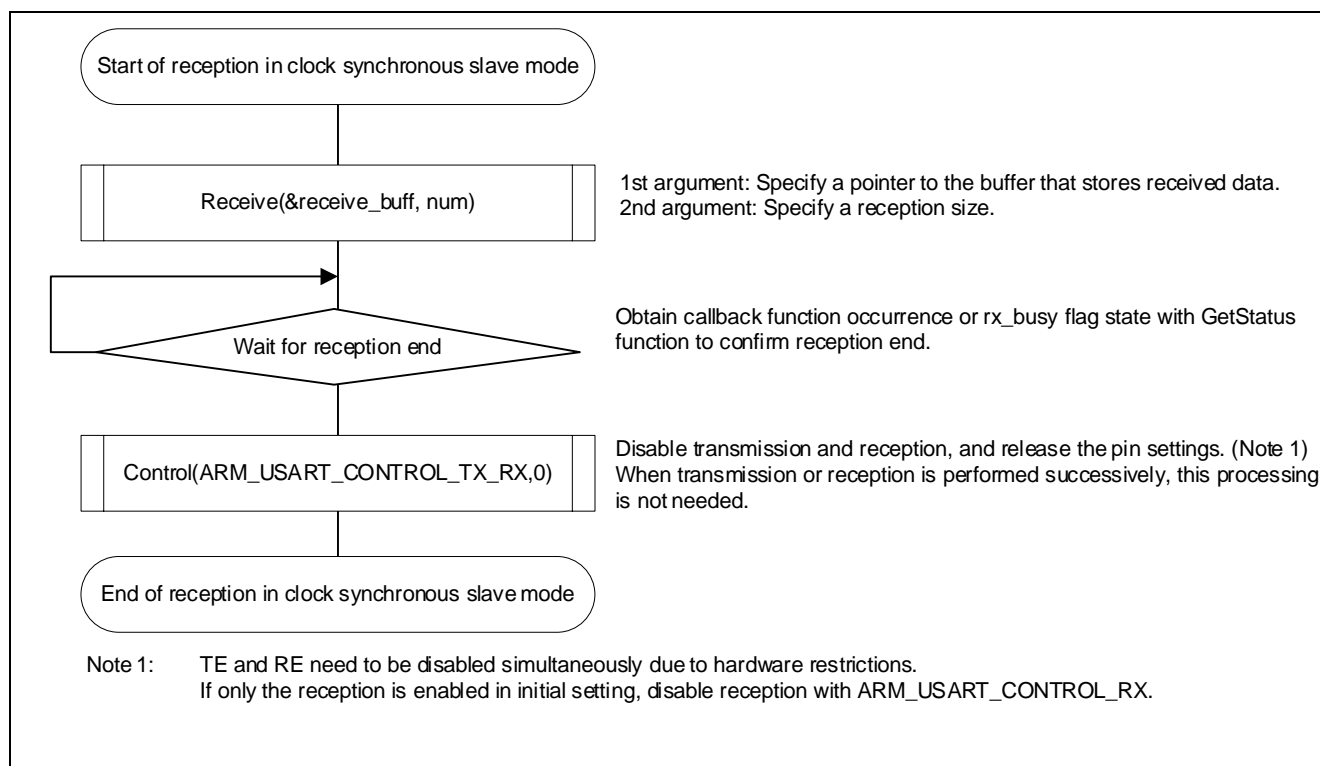 Start of reception in clock synchronous slave mode
Receive(&receive_buff, num)
1st argument: Specify a pointer to the buffer that stores received data.
2nd argument: Specify a reception size.
Wait for reception end
Obtain callback function occurrence or rx_busy flag state with GetStatus
function to confirm reception end.
Control(ARM_USART_CONTROL_TX_RX,0)
Disable transmission and reception, and release the pin settings. (Note 1)
When transmission or reception is performed successively, this processing
is not needed.
End of reception in clock synchronous slave mode
Note 1: TE and RE need to be disabled simultaneously due to hardware restrictions.
If only the reception is enabled in initial setting, disable reception with ARM_USART_CONTROL_RX.